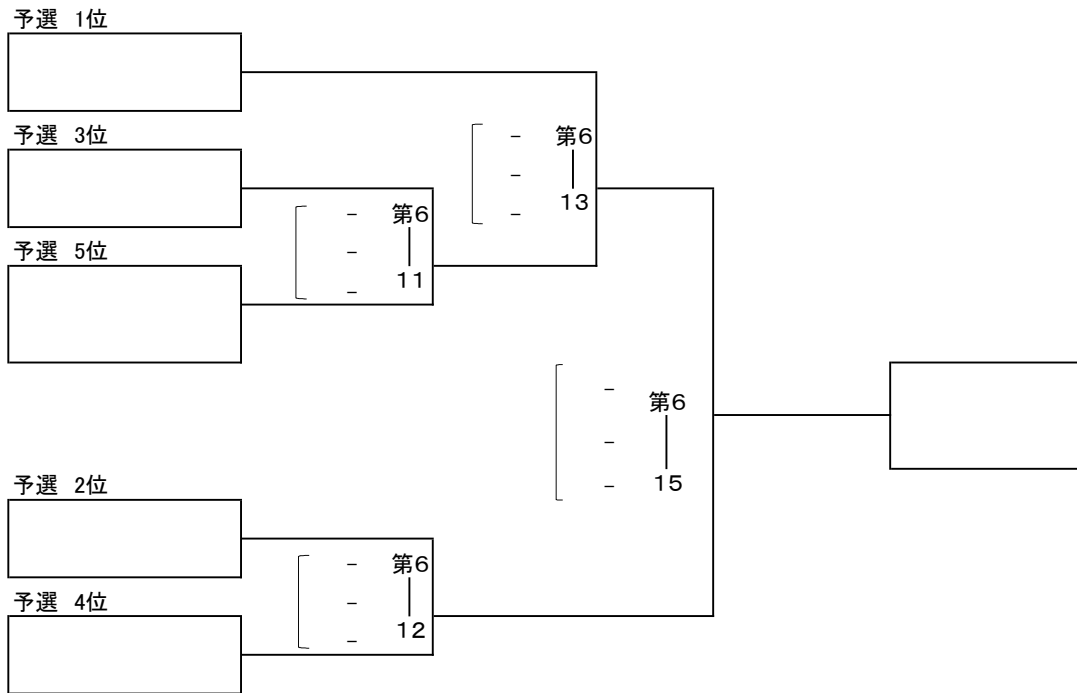 予選 1位
予選 3位
- 第6
-
- 13
予選 5位
- 第6
-
- 11
- 第6
-
- 15
予選 2位
- 第6
-
- 12
予選 4位